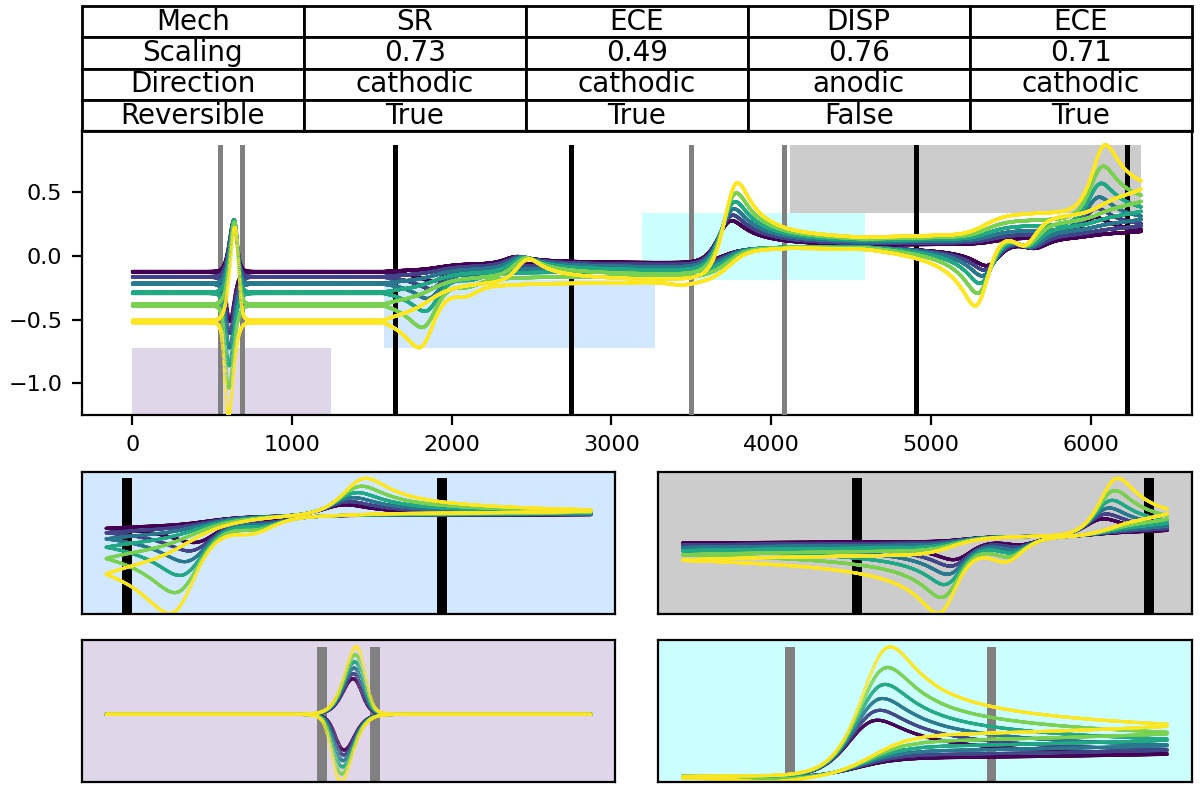 Mech SR ECE DISP ECE
Scaling 0.73 0.49 0.76 0.71
Direction cathodic cathodic anodic cathodic
Reversible True True False True
0.5
0.0
−0.5
−1.0
0 1000 2000 3000 4000 5000 6000